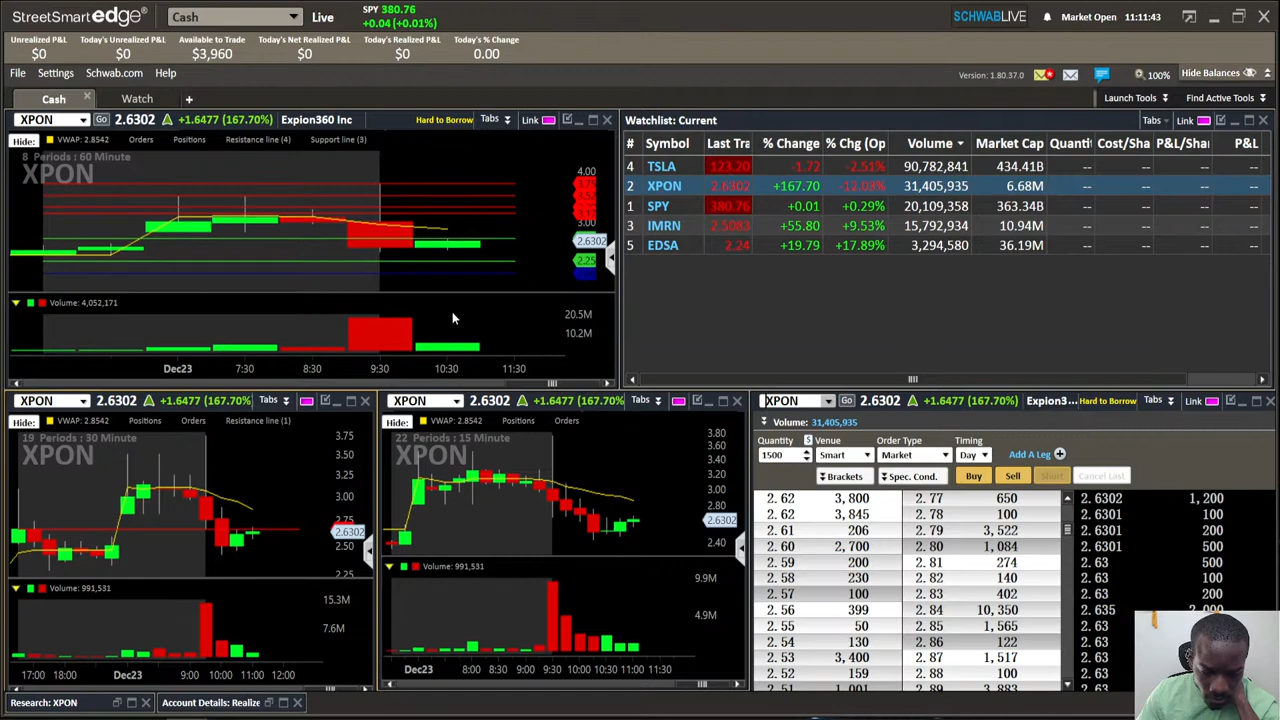 StreetSmart edge® Cash Live SPY 380.76 +0.04 (+0.01%) SCHWABLIVE Market Open 11:11:43
Unrealized P&L Today's Unrealized P&L Available to Trade Today's Net Realized P&L Today's Realized P&L Today's % Change
$0 $0 $3,960 $0 $0 0.00
File Settings Schwab.com Help Version: 1.80.37.0 100% Hide Balances
Cash Watch + Launch Tools Find Active Tools
XPON Go 2.6302 +1.6477 (167.70%) Expion360 Inc Hard to Borrow Tabs Link
Hide: VWAP: 2.8542 Orders Positions Resistance line (4) Support line (3)
8 Periods : 60 Minute
XPON
4.00
3.00
2.6302
2.25
Volume: 4,052,171
20.5M
10.2M
Dec23 7:30 8:30 9:30 10:30 11:30
Watchlist: Current Tabs Link
# Symbol Last Tra % Change % Chg (Op Volume Market Cap Quanti Cost/Sha P&L/Shar P&L
4 TSLA 123.20 -1.72 -2.51% 90,782,841 434.41B -- -- -- --
2 XPON 2.6302 +167.70 -12.03% 31,405,935 6.68M -- -- -- --
1 SPY 380.76 +0.01 +0.29% 20,109,358 363.34B -- -- -- --
3 IMRN 2.5083 +55.80 +9.53% 15,792,934 10.94M -- -- -- --
5 EDSA 2.24 +19.79 +17.89% 3,294,580 36.19M -- -- -- --
XPON 2.6302 +1.6477 (167.70%) Tabs
Hide: VWAP: 2.8542 Positions Orders Resistance line (1)
19 Periods : 30 Minute
XPON
3.75
3.50
3.00
2.6302
2.50
2.25
Volume: 991,531
15.3M
7.6M
17:00 Dec23 9:30 11:00 12:00
XPON 2.6302 +1.6477 (167.70% Tabs
Hide: VWAP: 2.8542 Positions Orders
22 Periods : 15 Minute
XPON
3.80
3.60
3.20
3.00
2.80
2.6302
2.40
Volume: 991,531
9.9M
4.9M
Dec23 8:00 8:30 9:00 9:30 10:00 10:30 11:00 11:30
XPON Go 2.6302 +1.6477 (167.70%) Expion3... Hard to Borrow Tabs Link
Volume: 31,405,935
Quantity $ Venue Order Type Timing
1500 Smart Market Day Add A Leg
Brackets Spec. Cond. Buy Sell Short Cancel Last
2.62 3,800 2.77 650 2.6302 1,200
2.62 3,845 2.78 100 2.6301 100
2.61 206 2.79 3,522 2.6301 200
2.60 2,700 2.80 1,084 2.6301 500
2.59 200 2.81 274 2.63 500
2.58 230 2.82 140 2.63 100
2.57 100 2.83 402 2.63 200
2.56 399 2.84 10,350 2.635 2,000
2.55 50 2.85 1,565 2.63
2.54 130 2.86 122 2.63
2.53 3,400 2.87 1,517 2.63
2.52 159 2.88 100 2.63
2.51 1,001 2.89 3,883 2.63
Research: XPON Account Details: Realize